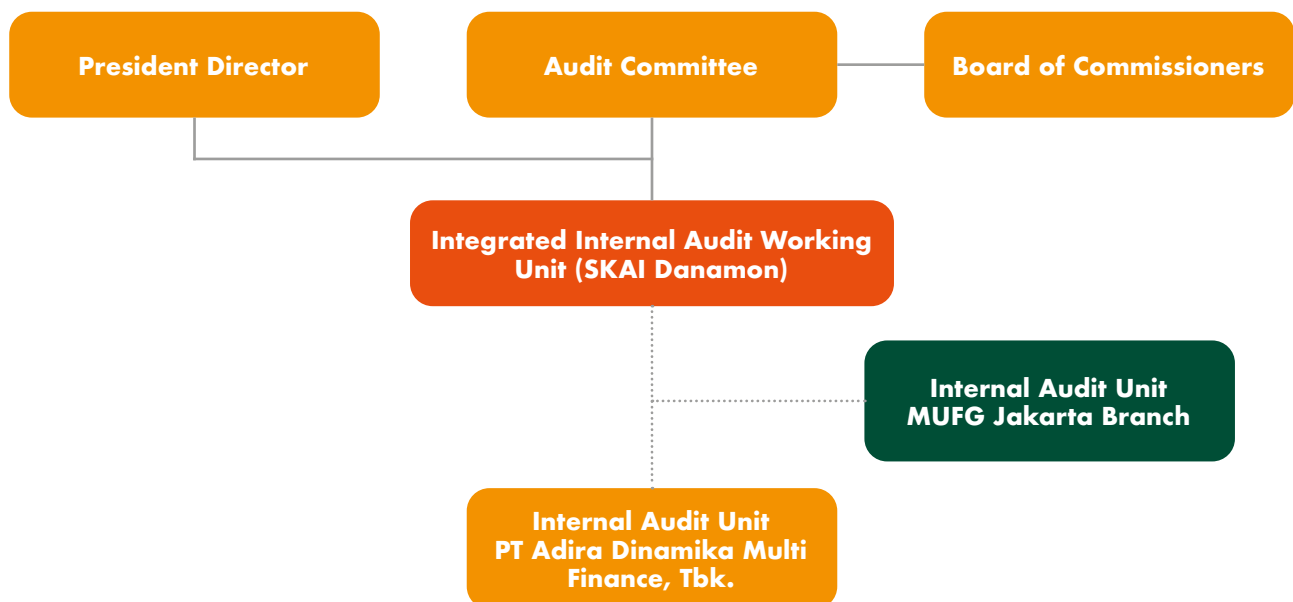 President Director
Audit Committee
Board of Commissioners
Integrated Internal Audit Working
Unit (SKAI Danamon)
Internal Audit Unit
MUFG Jakarta Branch
Internal Audit Unit
PT Adira Dinamika Multi
Finance, Tbk.